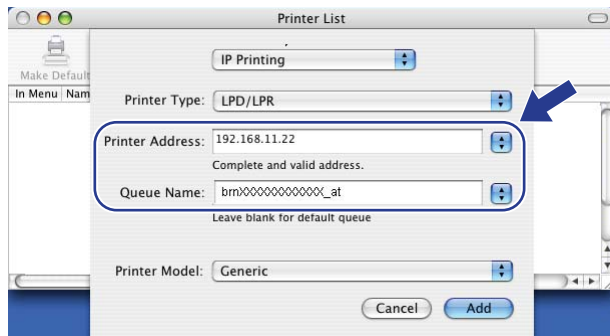 Printer List
IP Printing
Make Default
In Menu Nam
Printer Type: LPD/LPR
Printer Address: 192.168.11.22
Complete and valid address.
Queue Name: brnXXXXXXXXXXXX_at
Leave blank for default queue
Printer Model: Generic
Cancel Add